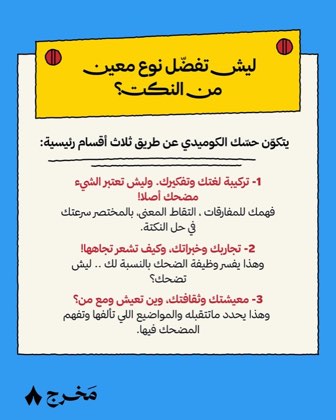 ليش تفضّل نوع معين
من النكت؟
يتكوّن حسّك الكوميدي عن طريق ثلاث أقسام رئيسية:
1- تركيبة لغتك وتفكيرك. وليش تعتبر الشيء
مضحك أصلا!
فهمك للمفارقات . التقاط المعنى, بالمختصر سرعتك
في حل النكتة.
2- تجاربك وخبراتك, وكيف تشعر تجاهها!
وهذا يفسر وظيفة الضحك بالنسبة لك .. ليش
تضحك؟
3- معيشتك وثقافتك, وين تعيش ومع من؟
وهذا يحدد ماتتقبله والمواضيع اللي تألفها وتفهم
المضحك فيها.
مَخرج